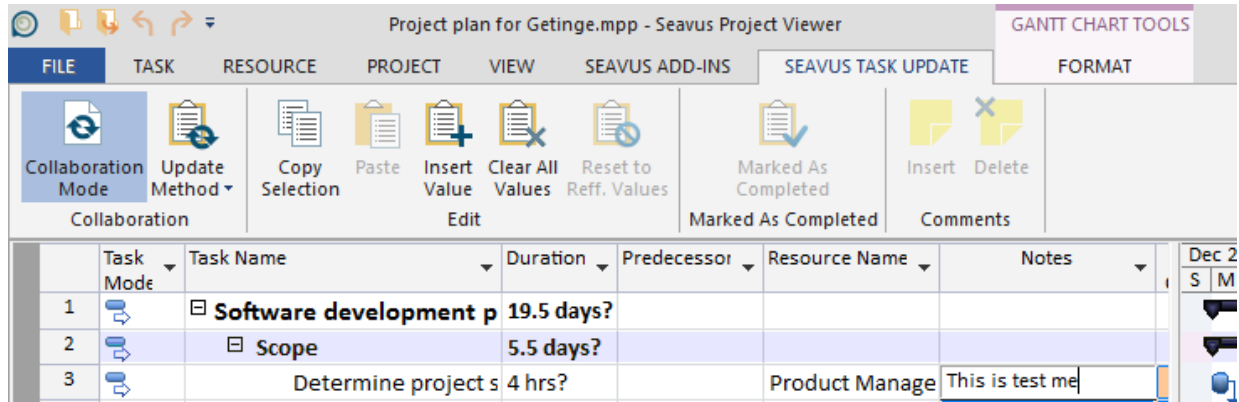 Project plan for Getinge.mpp - Seavus Project Viewer
GANTT CHART TOOLS
FILE TASK RESOURCE PROJECT VIEW SEAVUS ADD-INS SEAVUS TASK UPDATE FORMAT
Collaboration Update Copy Paste Insert Clear All Reset to Marked As Insert Delete
Mode Method Selection Value Values Reff. Values Completed
Collaboration Edit Marked As Completed Comments
Task Task Name Duration Predecessor Resource Name Notes Dec 2
Mode S M
1 Software development p 19.5 days?
2 Scope 5.5 days?
3 Determine project s 4 hrs? Product Manage This is test me